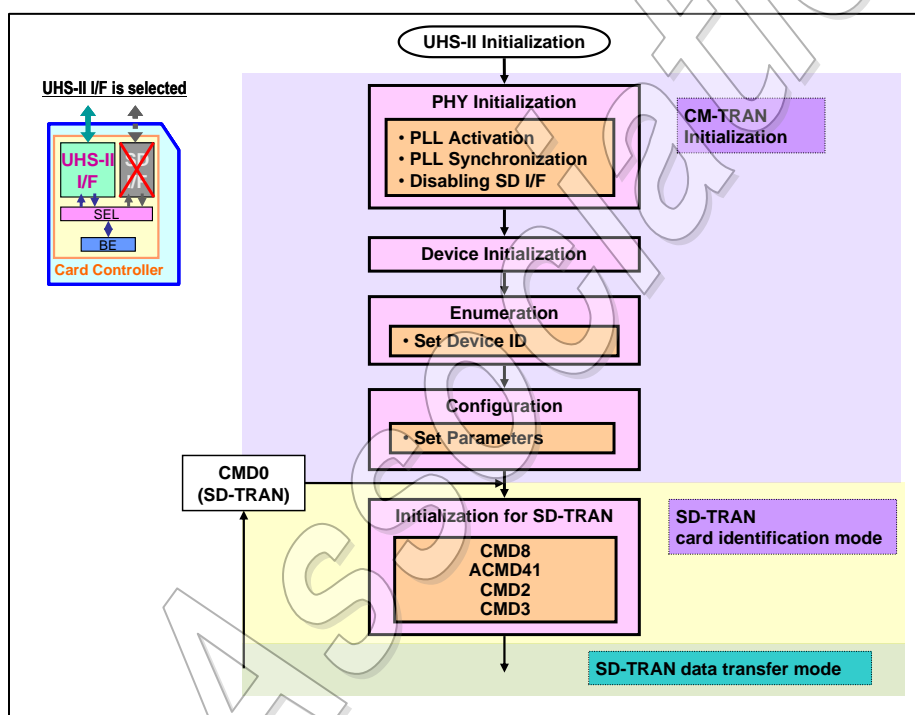 UHS-II Initialization
UHS-II I/F is selected
UHS-II
I/F
SD
I/F
SEL
BE
Card Controller
PHY Initialization
• PLL Activation
• PLL Synchronization
• Disabling SD I/F
CM-TRAN
Initialization
Device Initialization
Enumeration
• Set Device ID
Configuration
• Set Parameters
CMD0
(SD-TRAN)
Initialization for SD-TRAN
CMD8
ACMD41
CMD2
CMD3
SD-TRAN
card identification mode
SD-TRAN data transfer mode
Associatio